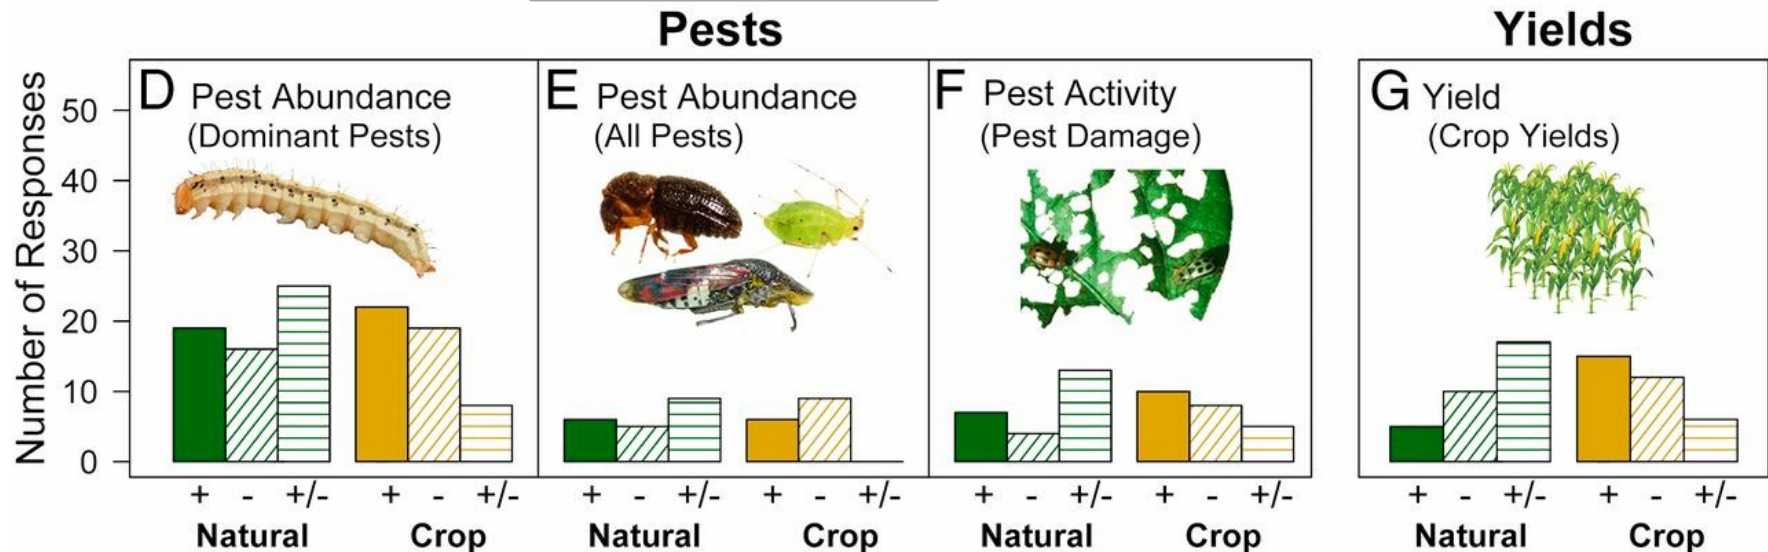 Pests
Yields
Number of Responses
50
40
30
20
10
0
D Pest Abundance
(Dominant Pests)
+ - +/- + - +/-
Natural Crop
E Pest Abundance
(All Pests)
+ - +/- + - +/-
Natural Crop
F Pest Activity
(Pest Damage)
+ - +/- + - +/-
Natural Crop
G Yield
(Crop Yields)
+ - +/- + - +/-
Natural Crop